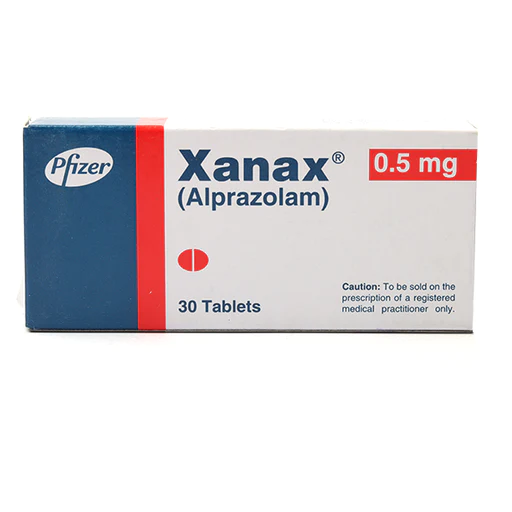 Pfizer
Xanax®
0.5 mg
(Alprazolam)
30 Tablets
Caution: To be sold on the
prescription of a registered
medical practitioner only.